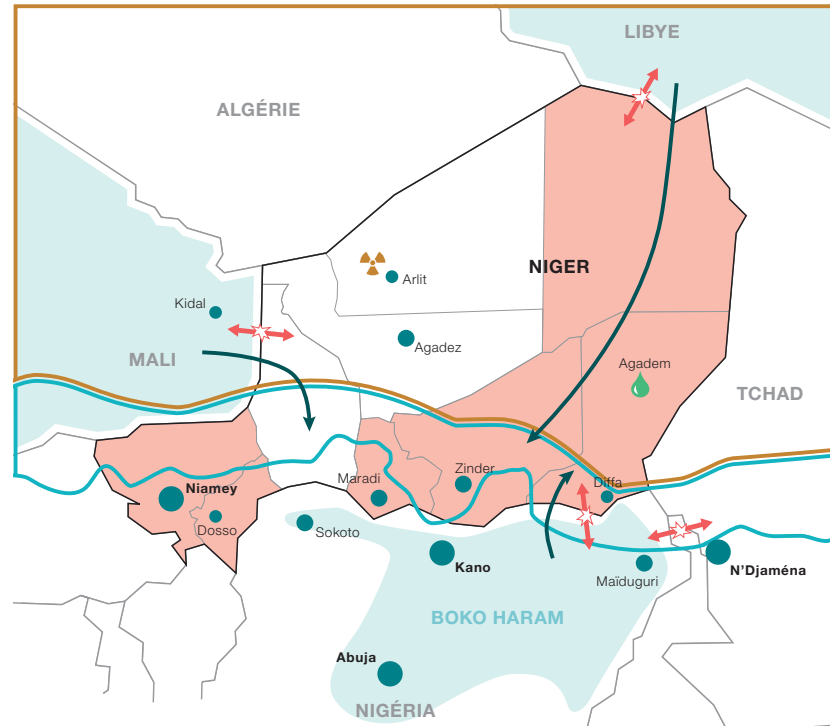 LIBYE
ALGÉRIE
NIGER
Arlit
Kidal
Agadez
MALI
Agadem
TCHAD
Zinder
Maradi
Diffa
Niamey
Dosso
Sokoto
Kano
Maïduguri
N'Djaména
BOKO HARAM
Abuja
NIGÉRIA